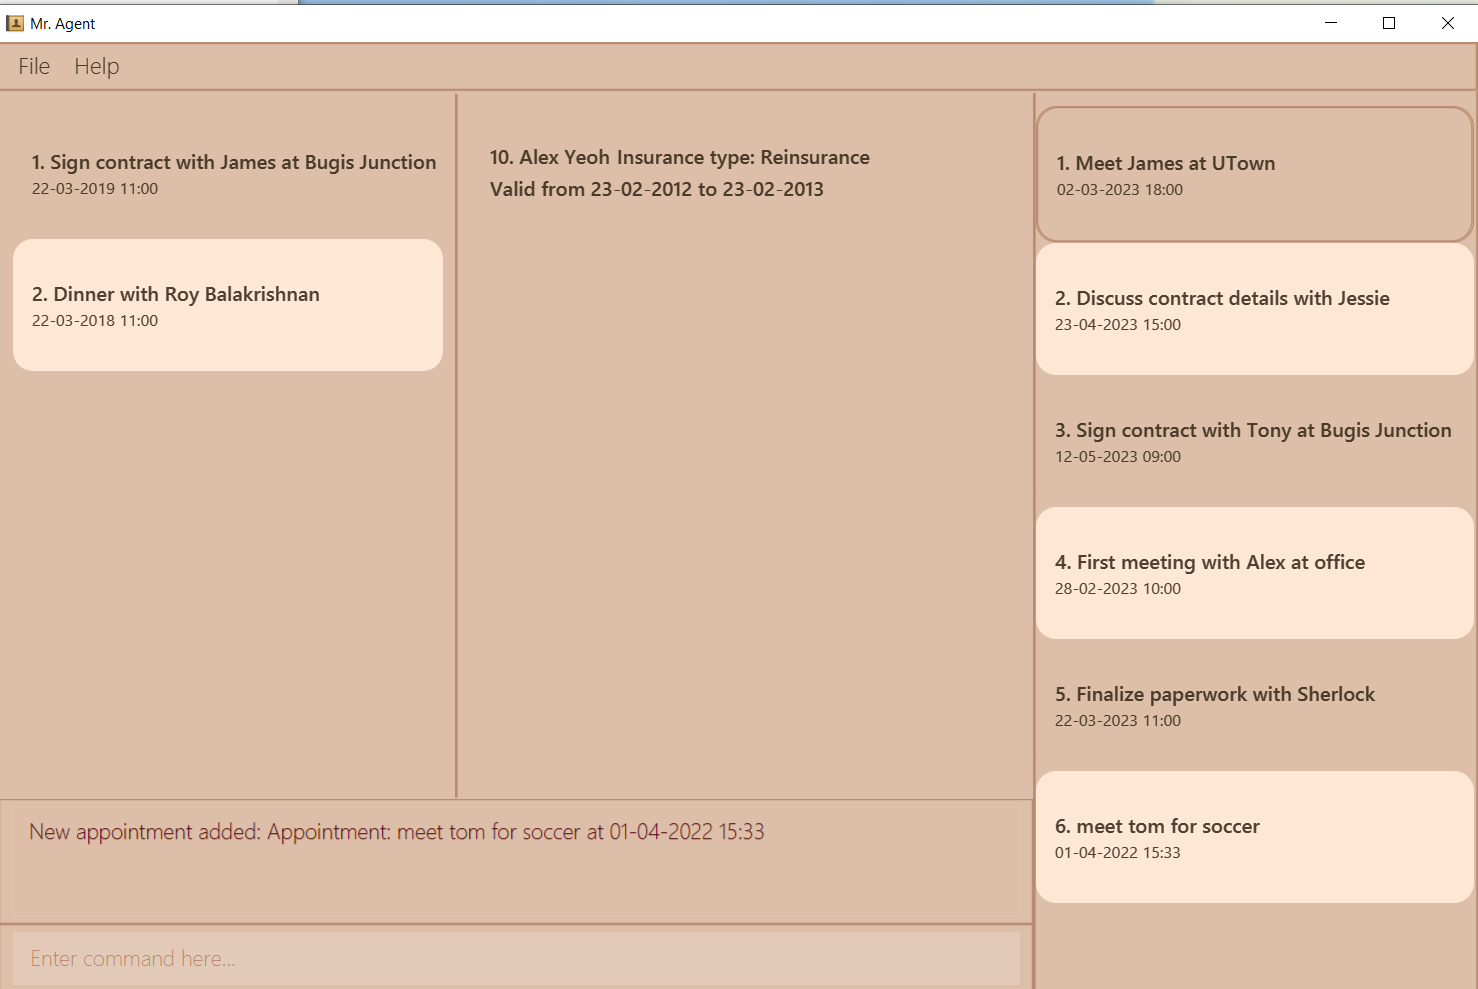 Mr. Agent
File Help
1. Sign contract with James at Bugis Junction
22-03-2019 11:00
2. Dinner with Roy Balakrishnan
22-03-2018 11:00
10. Alex Yeoh Insurance type: Reinsurance
Valid from 23-02-2012 to 23-02-2013
New appointment added: Appointment: meet tom for soccer at 01-04-2022 15:33
Enter command here...
1. Meet James at UTown
02-03-2023 18:00
2. Discuss contract details with Jessie
23-04-2023 15:00
3. Sign contract with Tony at Bugis Junction
12-05-2023 09:00
4. First meeting with Alex at office
28-02-2023 10:00
5. Finalize paperwork with Sherlock
22-03-2023 11:00
6. meet tom for soccer
01-04-2022 15:33